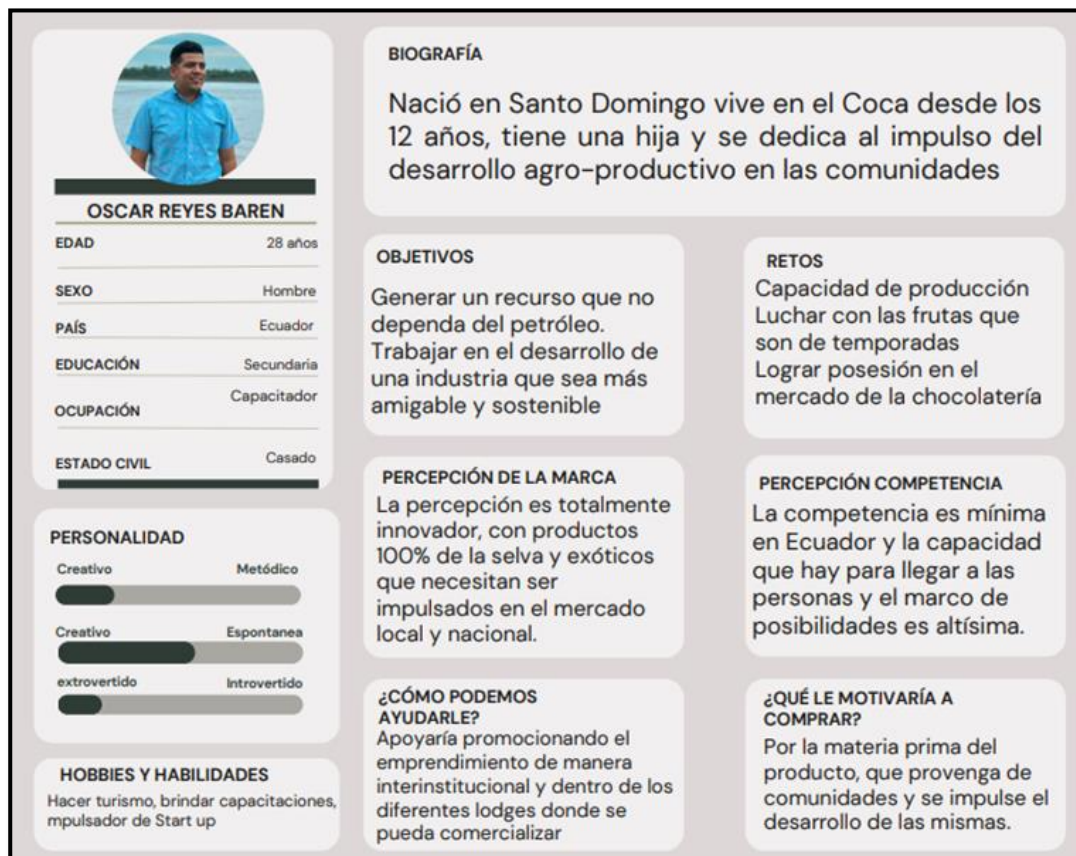 OSCAR REYES BAREN
EDAD 28 años
SEXO Hombre
PAÍS Ecuador
EDUCACIÓN Secundaria
OCUPACIÓN Capacitador
ESTADO CIVIL Casado
PERSONALIDAD
Creativo Metódico
Creativo Espontanea
extrovertido Introvertido
HOBBIES Y HABILIDADES
Hacer turismo, brindar capacitaciones,
mpulsador de Start up
BIOGRAFÍA
Nació en Santo Domingo vive en el Coca desde los
12 años, tiene una hija y se dedica al impulso del
desarrollo agro-productivo en las comunidades
OBJETIVOS
Generar un recurso que no
dependa del petróleo.
Trabajar en el desarrollo de
una industria que sea más
amigable y sostenible
RETOS
Capacidad de producción
Luchar con las frutas que
son de temporadas
Lograr posesión en el
mercado de la chocolatería
PERCEPCIÓN DE LA MARCA
La percepción es totalmente
innovador, con productos
100% de la selva y exóticos
que necesitan ser
impulsados en el mercado
local y nacional.
PERCEPCIÓN COMPETENCIA
La competencia es mínima
en Ecuador y la capacidad
que hay para llegar a las
personas y el marco de
posibilidades es altísima.
¿CÓMO PODEMOS
AYUDARLE?
Apoyaría promocionando el
emprendimiento de manera
interinstitucional y dentro de los
diferentes lodges donde se
pueda comercializar
¿QUÉ LE MOTIVARÍA A
COMPRAR?
Por la materia prima del
producto, que provenga de
comunidades y se impulse el
desarrollo de las mismas.